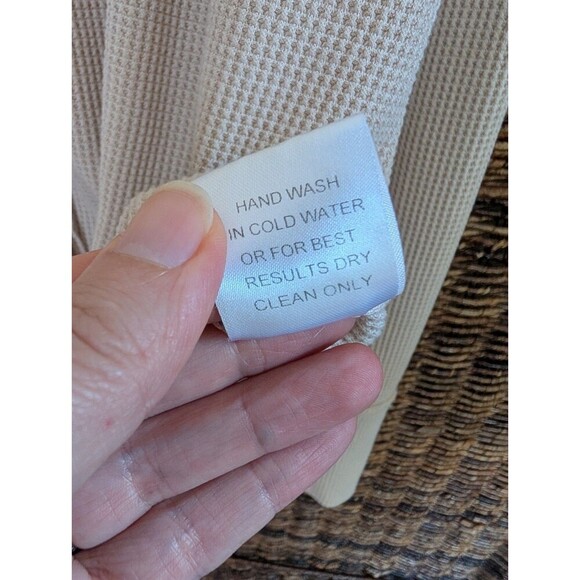 HAND WASH
IN COLD WATER
OR FOR BEST
RESULTS DRY
CLEAN ONLY